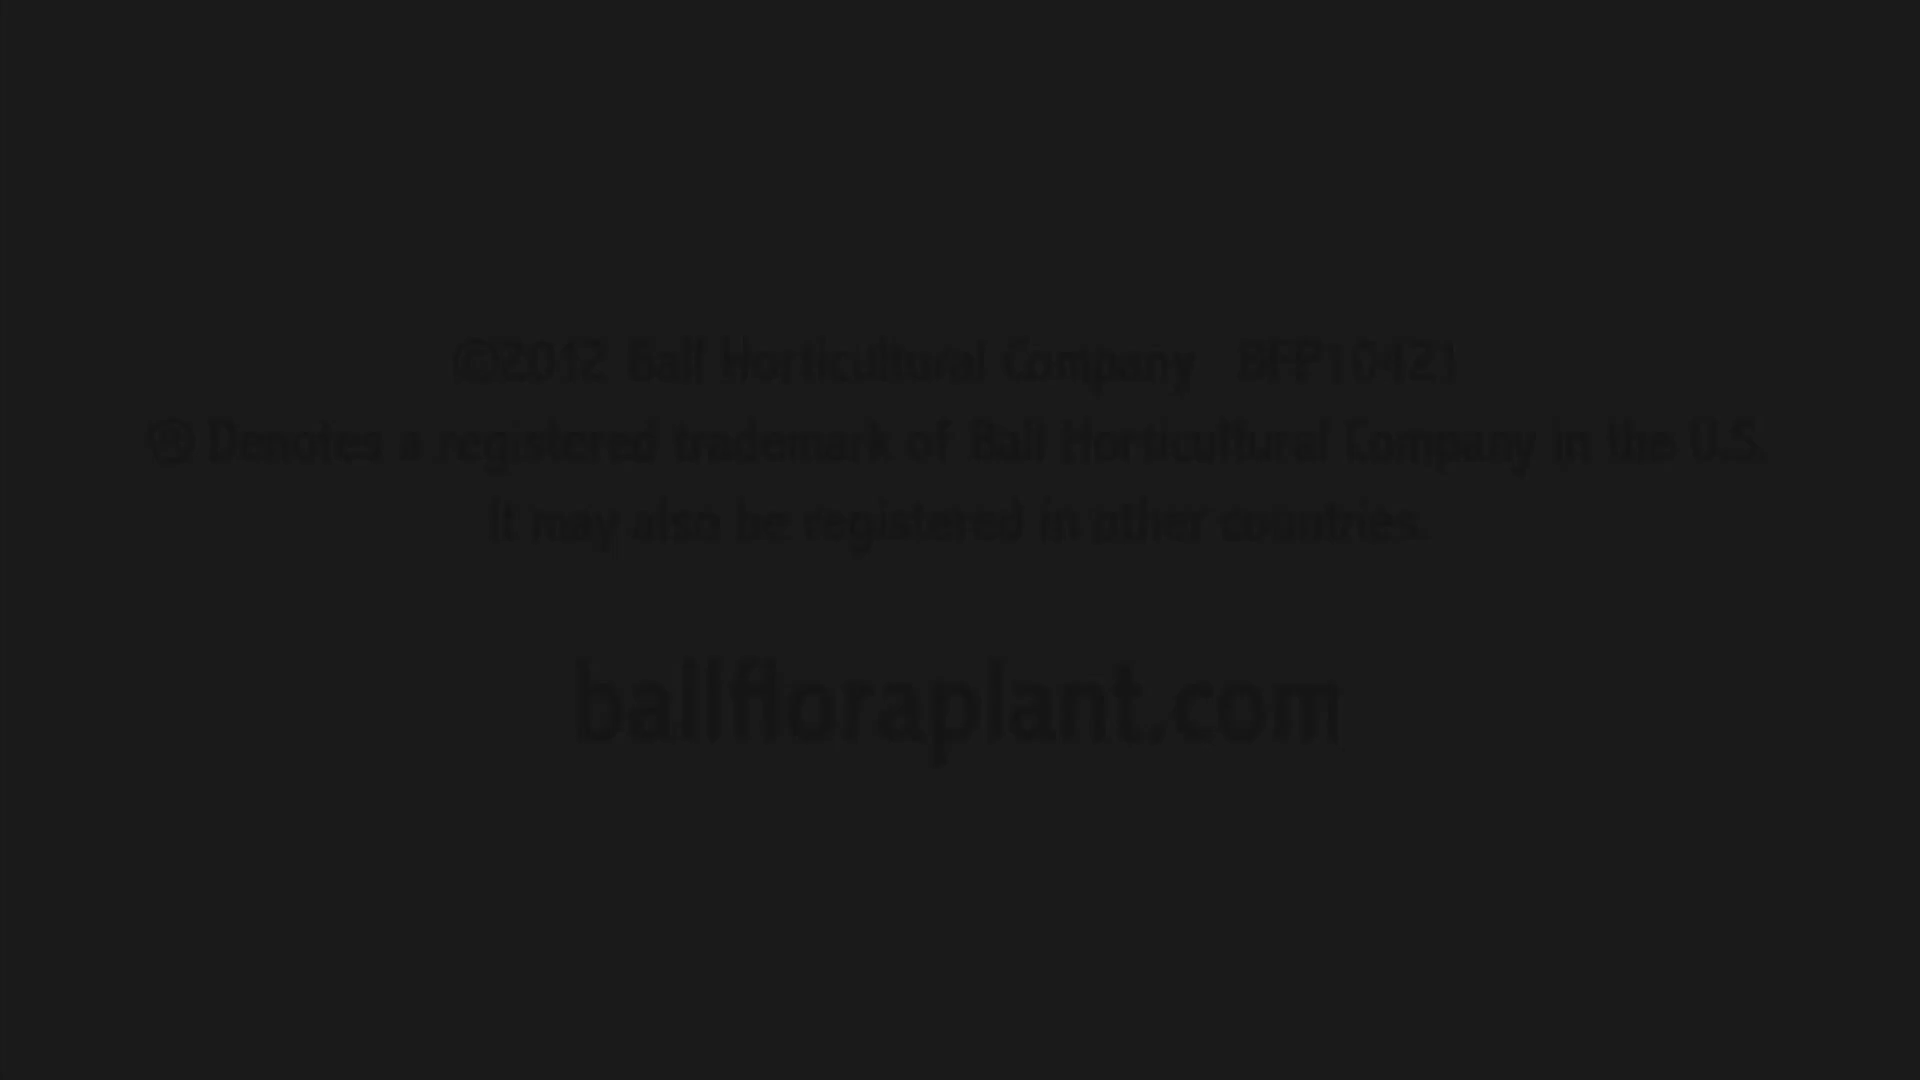 ©2012 Ball Horticultural Company BFP10421
® Denotes a registered trademark of Ball Horticultural Company in the U.S.
It may also be registered in other countries.
ballfloraplant.com